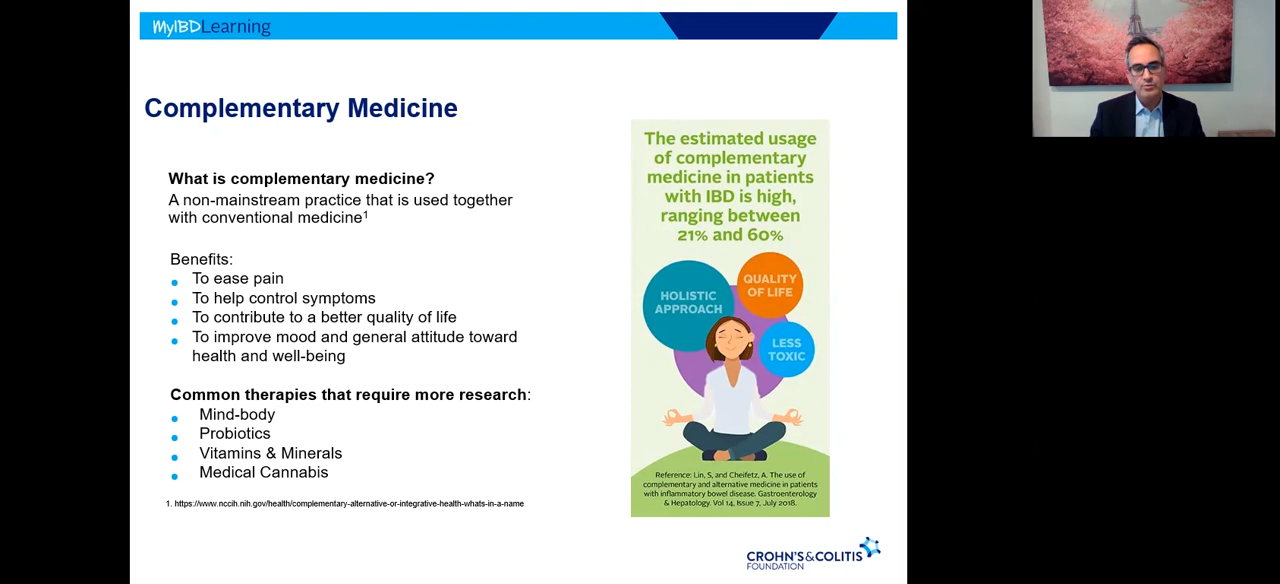 MyIBDLearning
Complementary Medicine
What is complementary medicine?
A non-mainstream practice that is used together
with conventional medicine¹
Benefits:
To ease pain
To help control symptoms
To contribute to a better quality of life
To improve mood and general attitude toward
health and well-being
Common therapies that require more research:
Mind-body
Probiotics
Vitamins & Minerals
Medical Cannabis
1. https://www.nccih.nih.gov/health/complementary-alternative-or-integrative-health-whats-in-a-name
The estimated usage
of complementary
medicine in patients
with IBD is high,
ranging between
21% and 60%
HOLISTIC
APPROACH
QUALITY
OF LIFE
LESS
TOXIC
Reference: Lin, S, and Cheifetz, A. The use of
complementary and alternative medicine in patients
with inflammatory bowel disease. Gastroenterology
& Hepatology. Vol 14, Issue 7, July 2018.
CROHN'S & COLITIS
FOUNDATION